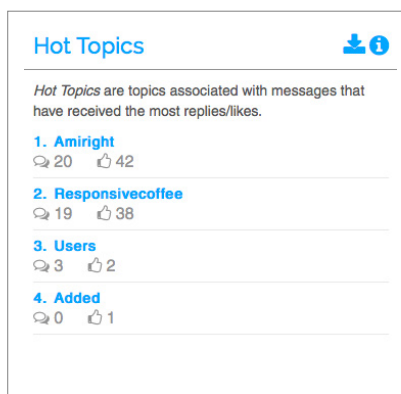 Hot Topics
Hot Topics are topics associated with messages that
have received the most replies/likes.
1. Amiright
20 42
2. Responsivecoffee
19 38
3. Users
3 2
4. Added
0 1